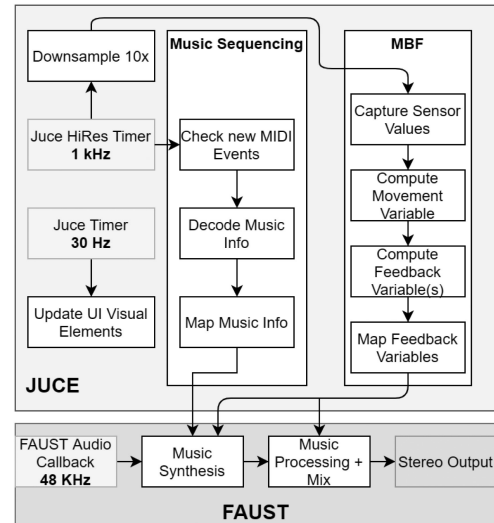 Downsample 10x
Music Sequencing
MBF
Juce HiRes Timer
1 kHz
Check new MIDI
Events
Capture Sensor
Values
Compute
Movement
Variable
Juce Timer
30 Hz
Decode Music
Info
Compute
Feedback
Variable(s)
Update UI Visual
Elements
Map Music Info
Map Feedback
Variables
JUCE
FAUST Audio
Callback
48 KHz
Music
Synthesis
Music
Processing +
Mix
Stereo Output
FAUST